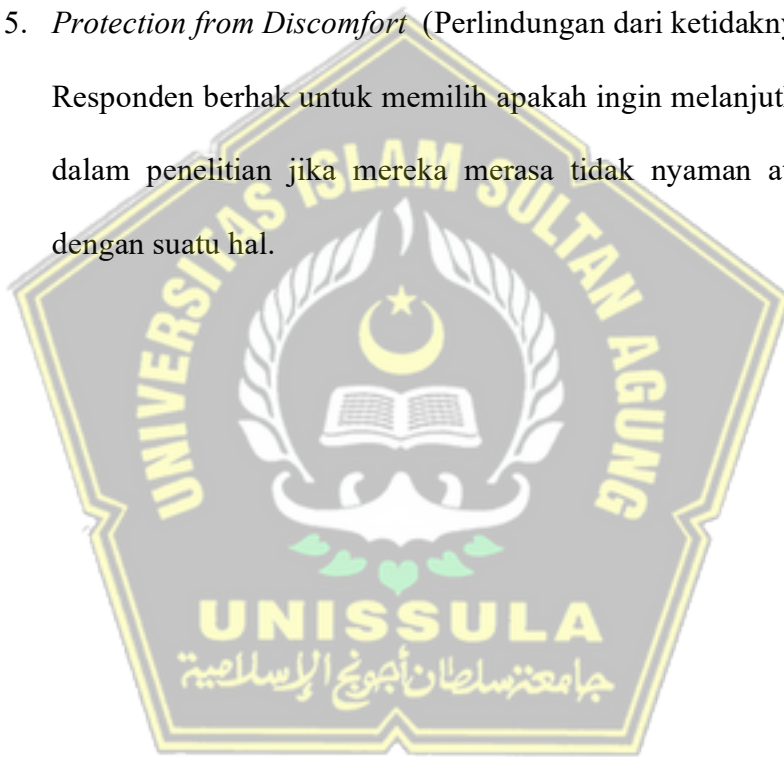 5. Protection from Discomfort (Perlindungan dari ketidakny
Responden berhak untuk memilih apakah ingin melanjut
dalam penelitian jika mereka merasa tidak nyaman a
dengan suatu hal.
UNIVERSITAS ISLAM SULTAN AGUNG
UNISSULA
جامعة سلطان أجونج الإسلامية